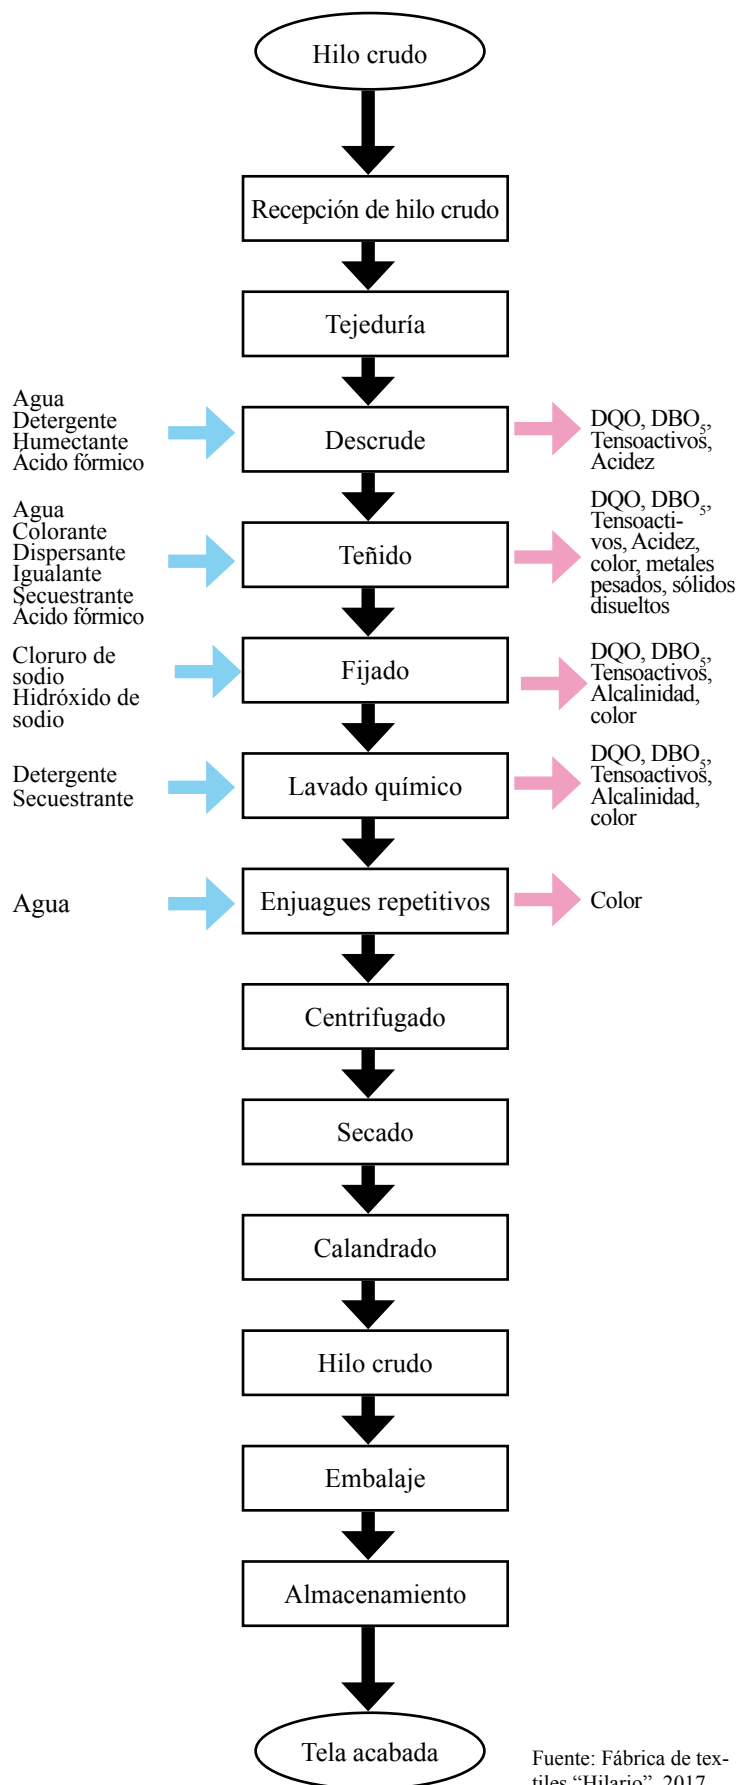 Hilo crudo
Recepción de hilo crudo
Tejeduría
Agua
Detergente
Humectante
Ácido fórmico
Descrude
DQO, DBO₅,
Tensoactivos,
Acidez
Agua
Colorante
Dispersante
Igualante
Secuestrante
Ácido fórmico
Teñido
DQO, DBO₅,
Tensoacti-
vos, Acidez,
color, metales
pesados, sólidos
disueltos
Cloruro de
sodio
Hidróxido de
sodio
Fijado
DQO, DBO₅,
Tensoactivos,
Alcalinidad,
color
Detergente
Secuestrante
Lavado químico
DQO, DBO₅,
Tensoactivos,
Alcalinidad,
color
Agua
Enjuagues repetitivos
Color
Centrifugado
Secado
Calandrado
Hilo crudo
Embalaje
Almacenamiento
Tela acabada
Fuente: Fábrica de tex-
tiles “Hilario”, 2017